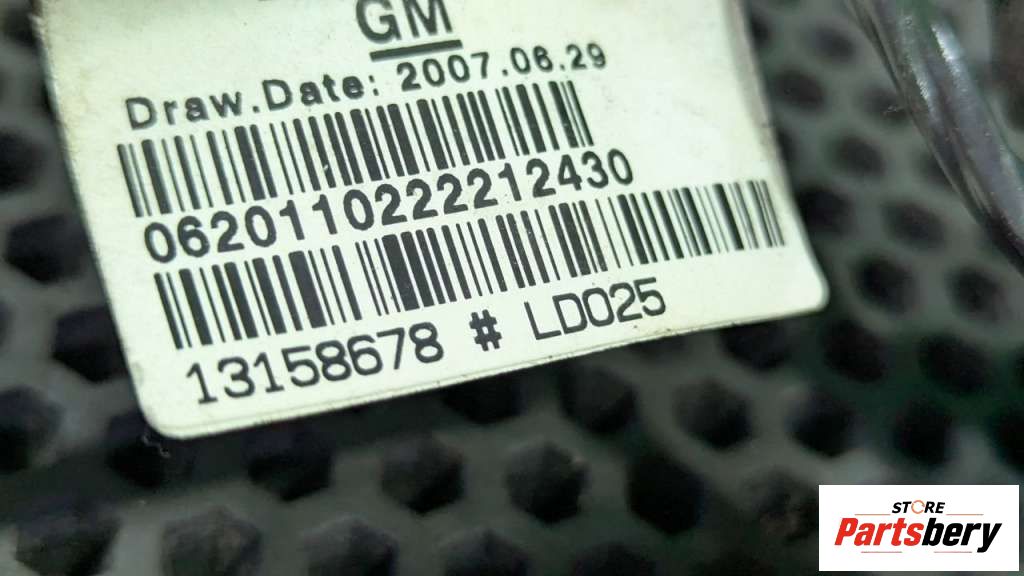 GM
Draw.Date: 2007.06.29
0620110222212430
13158678 # LD025
STORE
Partsbery